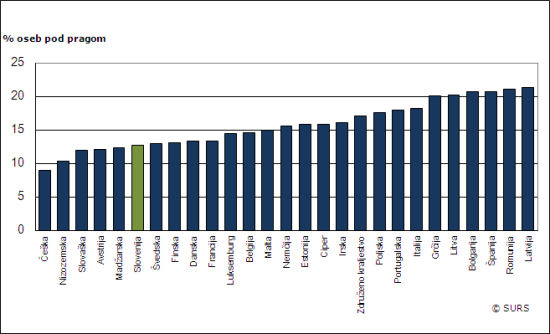 % oseb pod pragom
25
20
15
10
5
0
Češka
Nizozemska
Slovaška
Avstrija
Madžarska
Slovenija
Švedska
Finska
Danska
Francija
Luksemburg
Belgija
Malta
Nemčija
Estonija
Ciper
Irska
Združeno kraljestvo
Poljska
Portugalska
Italia
Grčija
Litva
Bolgarija
Španija
Romunija
Latvija
© SURS